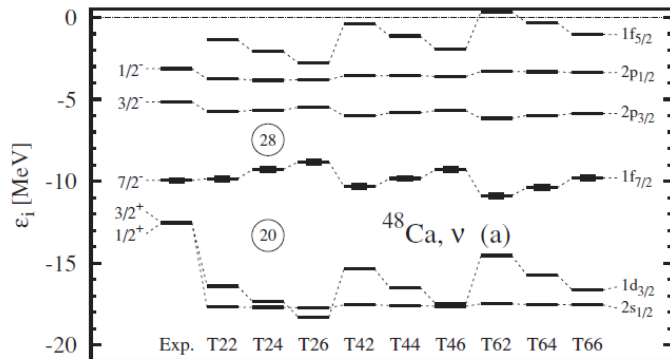 0
1f5/2
1/2-
2p1/2
-5
3/2-
2p3/2
28
εi [MeV]
7/2-
-10
1f7/2
3/2+
1/2+
20
48Ca, ν (a)
-15
1d3/2
2s1/2
-20
Exp. T22 T24 T26 T42 T44 T46 T62 T64 T66